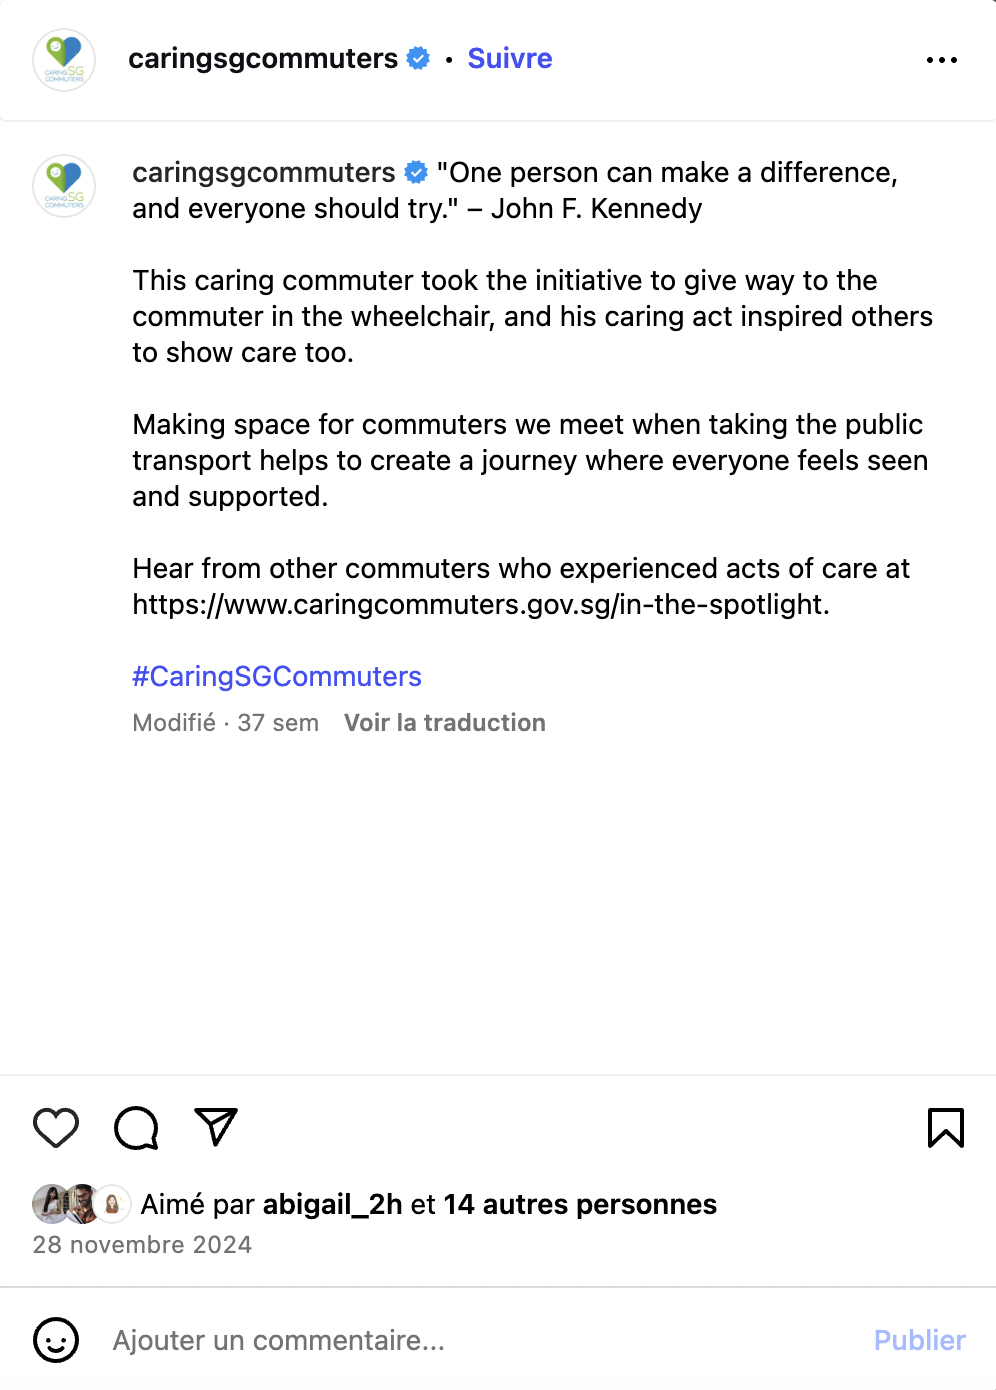 CARING SG
COMMUTERS
caringsgcommuters • Suivre
CARING SG
COMMUTERS
caringsgcommuters "One person can make a difference,
and everyone should try." – John F. Kennedy
This caring commuter took the initiative to give way to the
commuter in the wheelchair, and his caring act inspired others
to show care too.
Making space for commuters we meet when taking the public
transport helps to create a journey where everyone feels seen
and supported.
Hear from other commuters who experienced acts of care at
https://www.caringcommuters.gov.sg/in-the-spotlight.
#CaringSGCommuters
Modifié · 37 sem Voir la traduction
Aimé par abigail_2h et 14 autres personnes
28 novembre 2024
Ajouter un commentaire... Publier